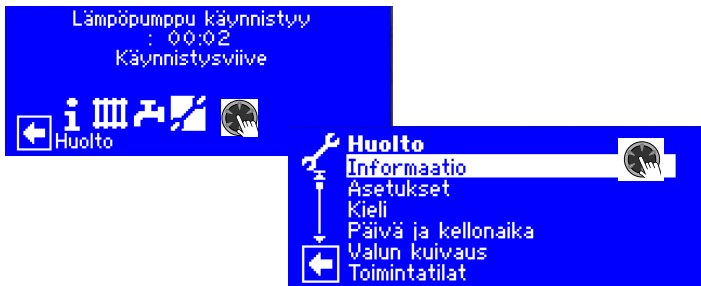 Lämpöpumppu käynnistyy
: 00:02
Käynnistysviive
Huolto
Huolto
Informaatio
Asetukset
Kieli
Päivä ja kellonaika
Valun kuivaus
Toimintatilat